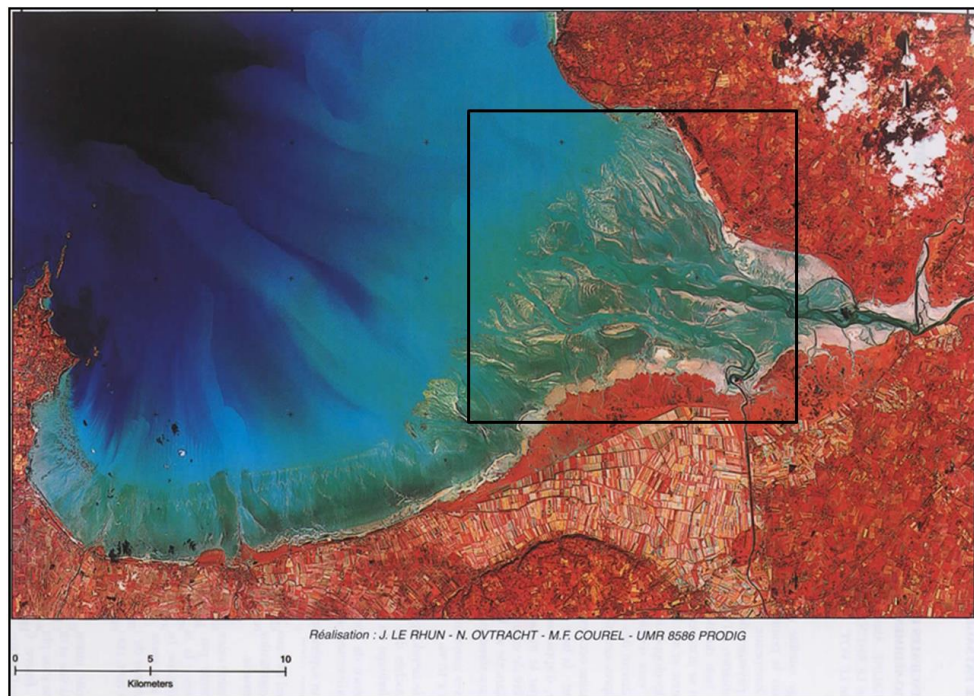 Réalisation : J. LE RHUN - N. OVTRACHT - M.F. COUREL - UMR 8586 PRODIG
0 5 10
Kilometers